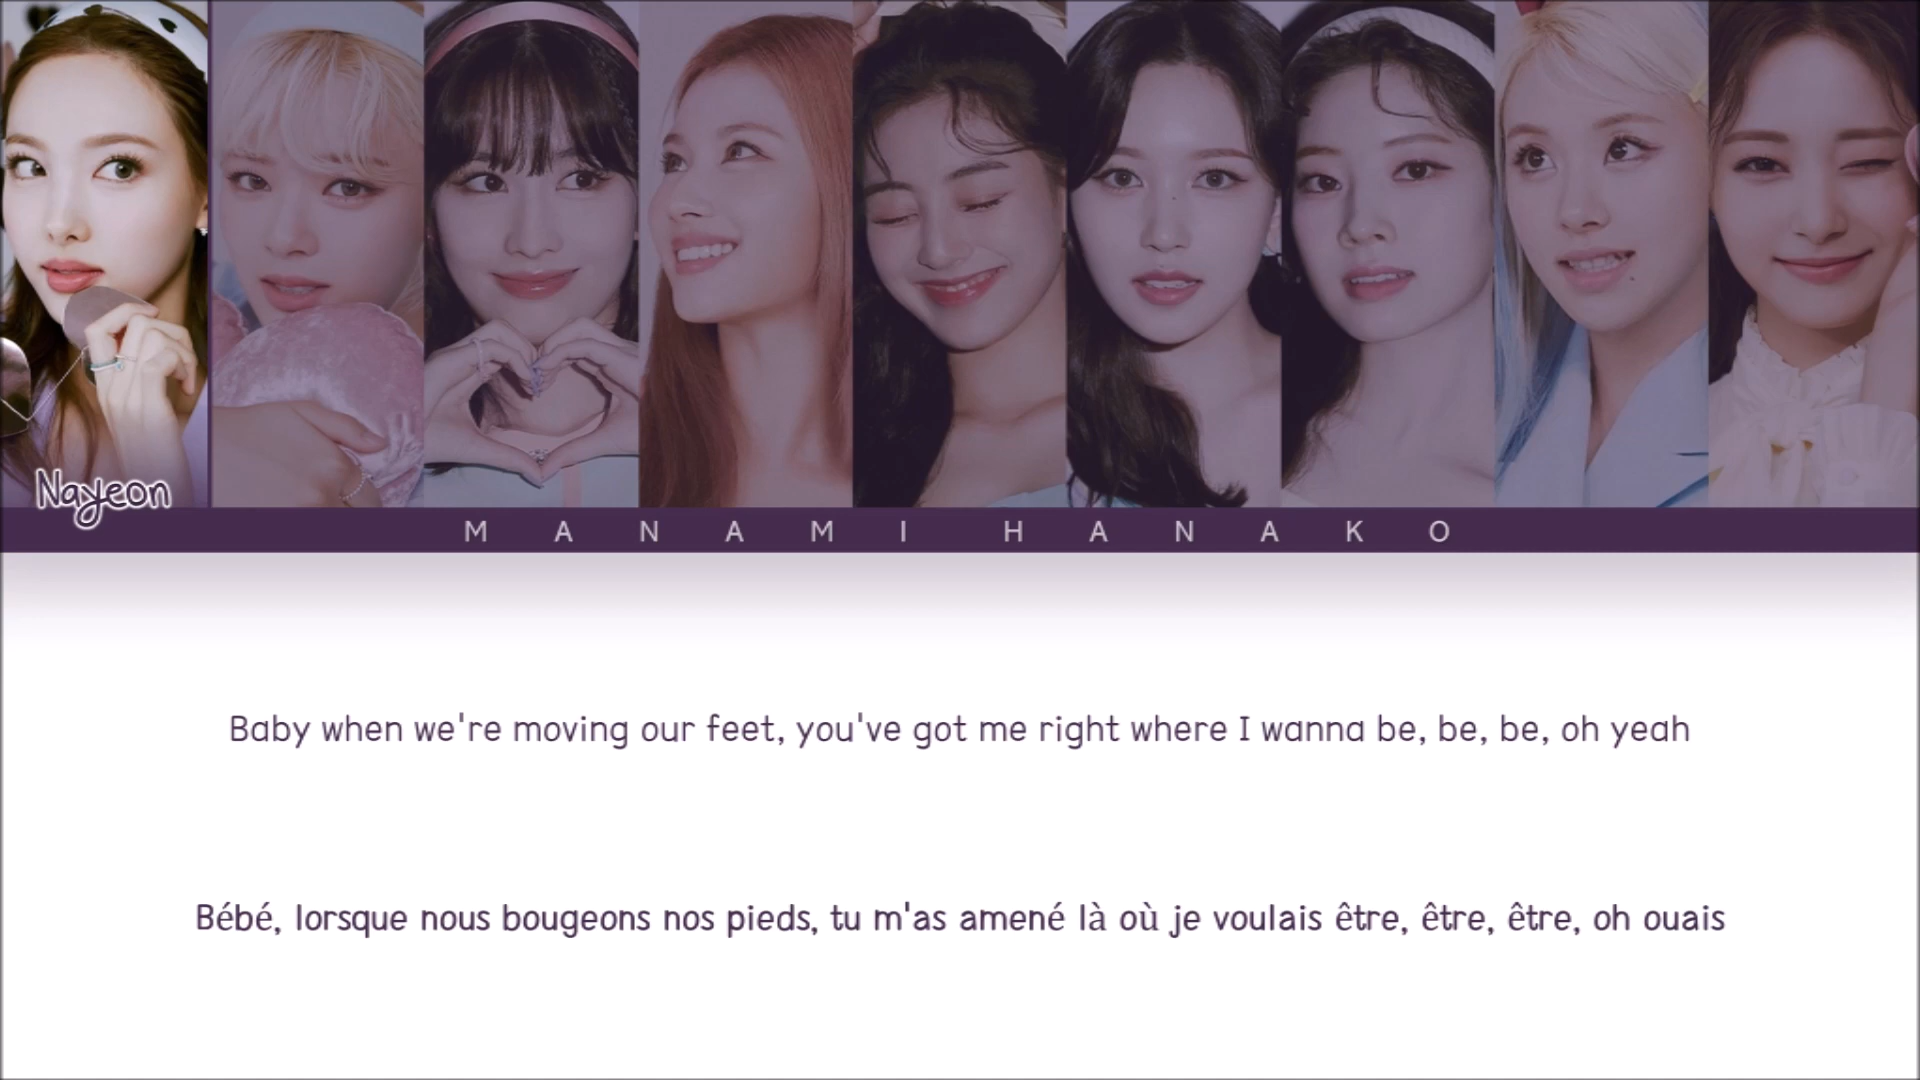 Nayeon
MANAMI HANAKO
Baby when we're moving our feet, you've got me right where I wanna be, be, be, oh yeah
Bébé, lorsque nous bougeons nos pieds, tu m'as amené là où je voulais être, être, être, oh ouais